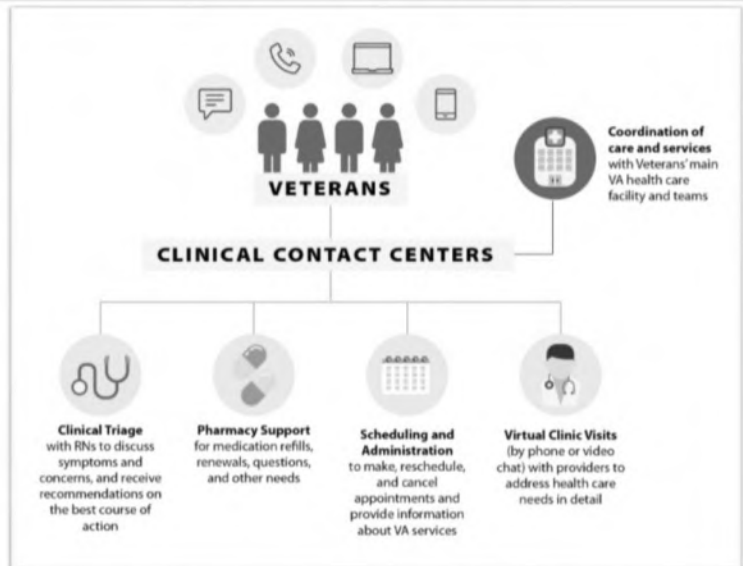 VETERANS
Coordination of
care and services
with Veterans' main
VA health care
facility and teams
CLINICAL CONTACT CENTERS
Clinical Triage
with RNs to discuss
symptoms and
concerns, and receive
recommendations on
the best course of
action
Pharmacy Support
for medication refills,
renewals, questions,
and other needs
Scheduling and
Administration
to make, reschedule,
and cancel
appointments and
provide information
about VA services
Virtual Clinic Visits
(by phone or video
chat) with providers to
address health care
needs in detail